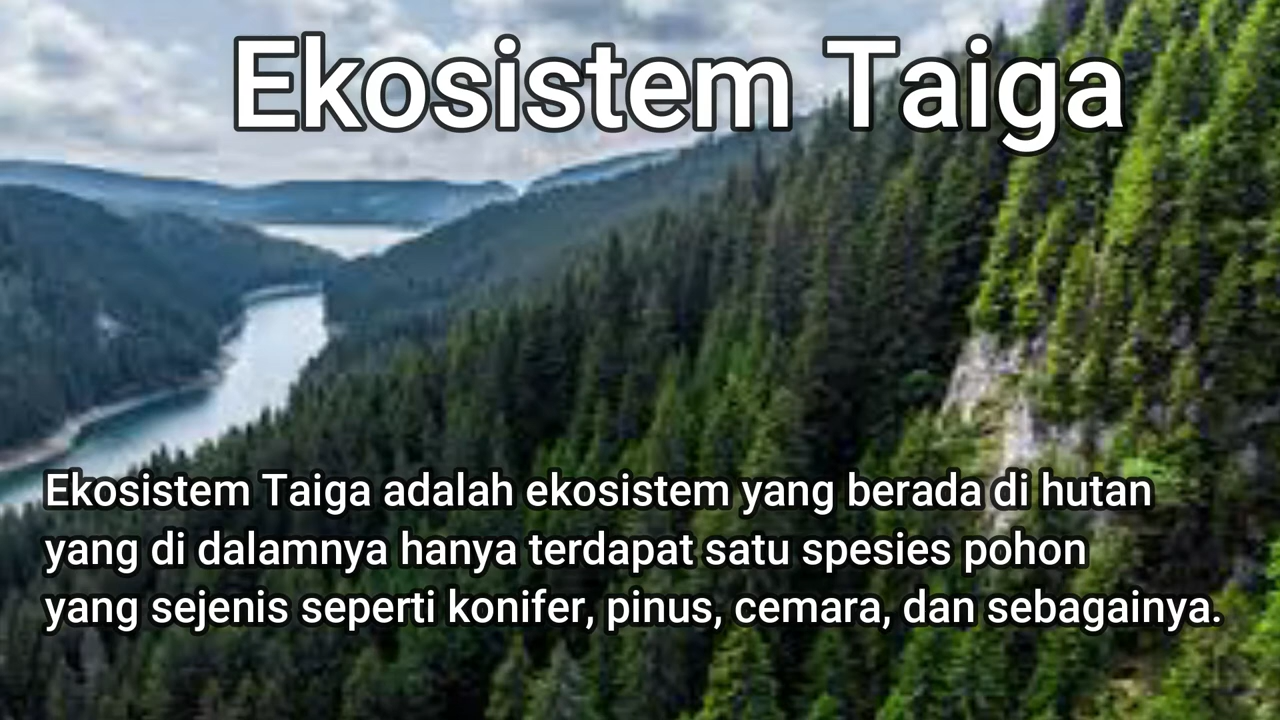 Ekosistem Taiga
Ekosistem Taiga adalah ekosistem yang berada di hutan
yang di dalamnya hanya terdapat satu spesies pohon
yang sejenis seperti konifer, pinus, cemara, dan sebagainya.